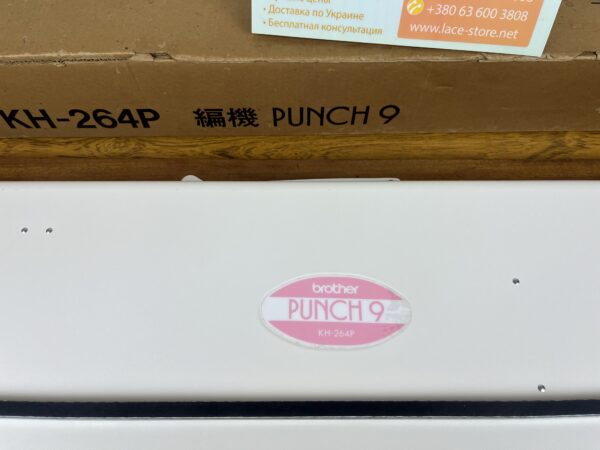 • Доставка по Украине
• Бесплатная консультация
+380 63 600 3808
www.lace-store.net
KH-264P 編機 PUNCH 9
brother
PUNCH 9
KH-264P